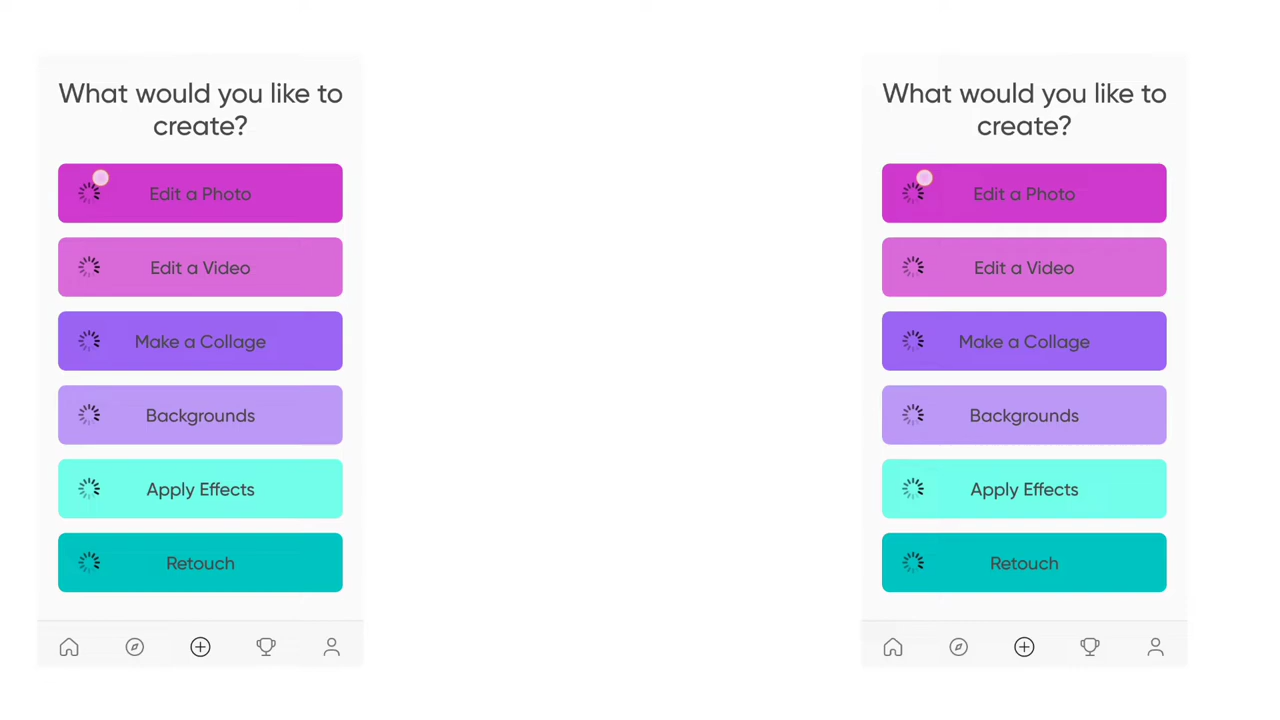 What would you like to
create?
Edit a Photo
Edit a Video
Make a Collage
Backgrounds
Apply Effects
Retouch
What would you like to
create?
Edit a Photo
Edit a Video
Make a Collage
Backgrounds
Apply Effects
Retouch